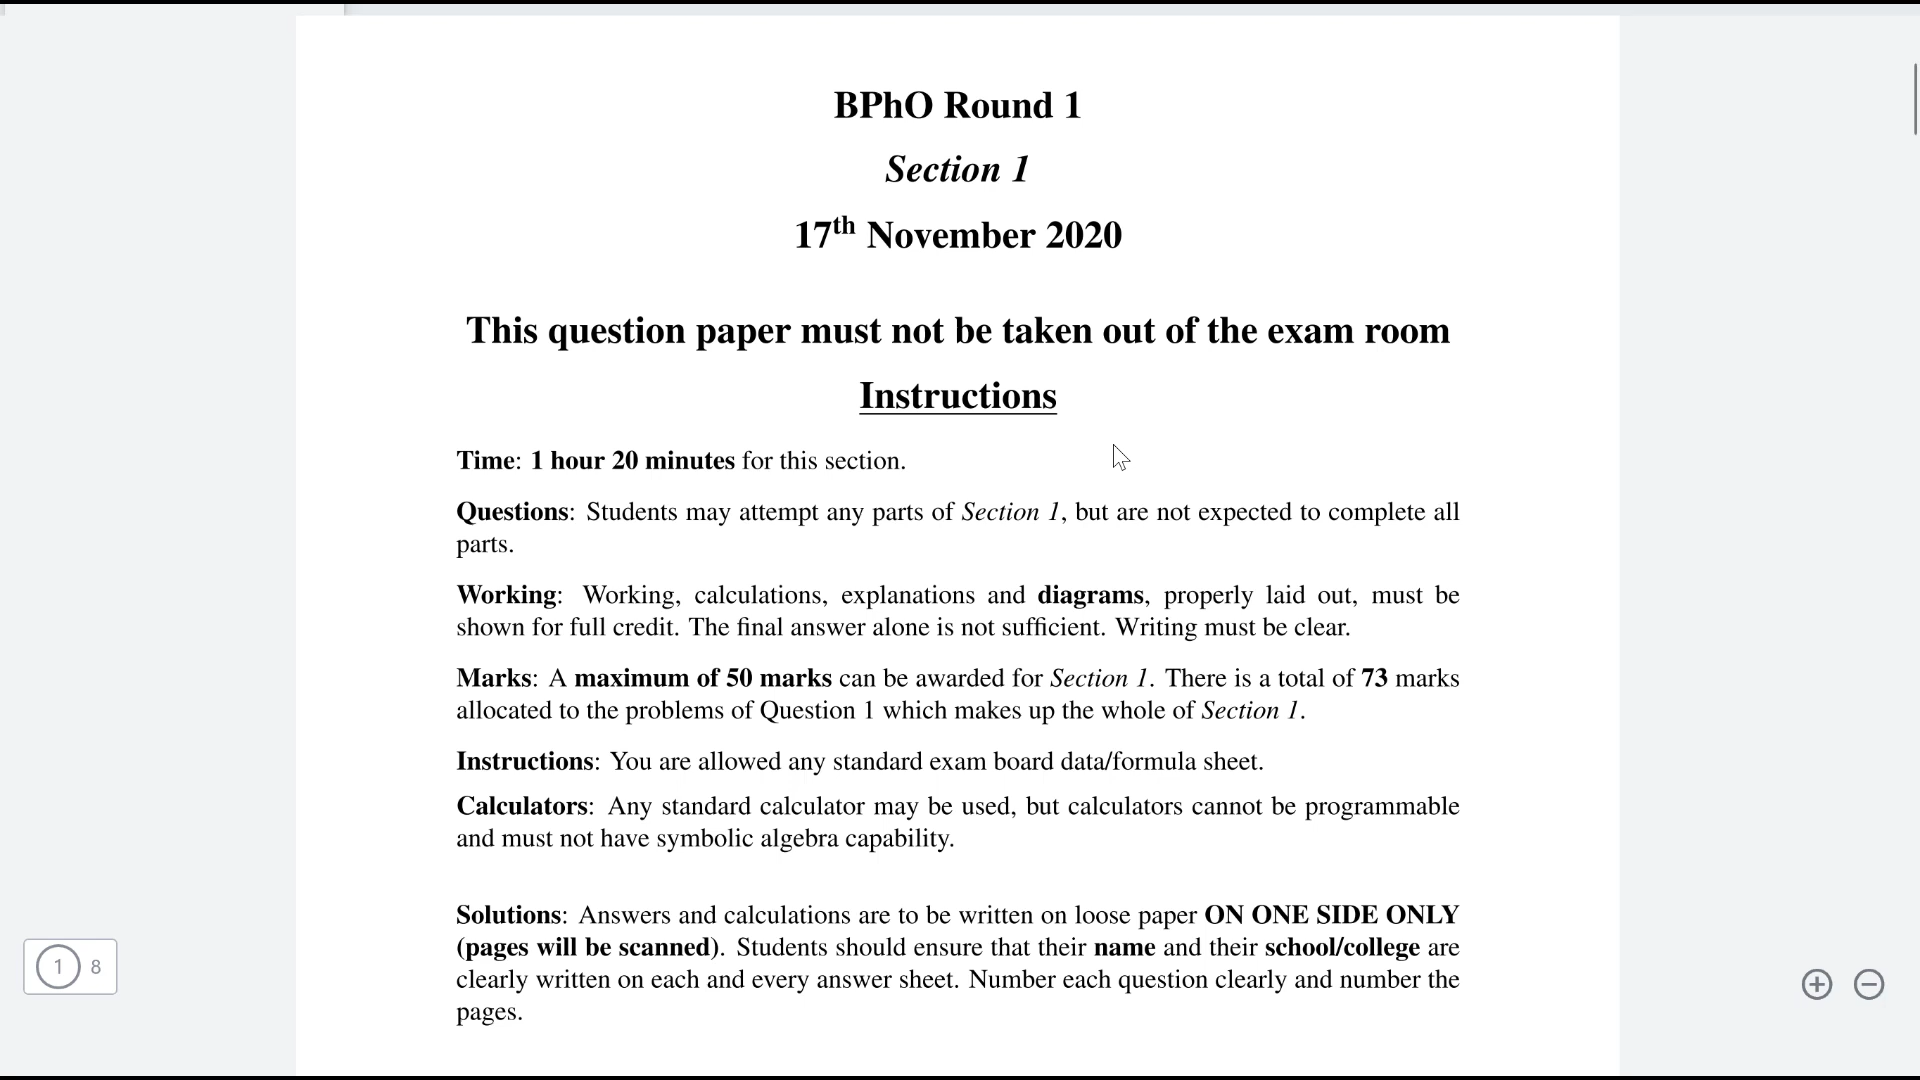 BPhO Round 1
Section 1
17th November 2020
This question paper must not be taken out of the exam room
Instructions
Time: 1 hour 20 minutes for this section.
Questions: Students may attempt any parts of Section 1, but are not expected to complete all
parts.
Working: Working, calculations, explanations and diagrams, properly laid out, must be
shown for full credit. The final answer alone is not sufficient. Writing must be clear.
Marks: A maximum of 50 marks can be awarded for Section 1. There is a total of 73 marks
allocated to the problems of Question 1 which makes up the whole of Section 1.
Instructions: You are allowed any standard exam board data/formula sheet.
Calculators: Any standard calculator may be used, but calculators cannot be programmable
and must not have symbolic algebra capability.
Solutions: Answers and calculations are to be written on loose paper ON ONE SIDE ONLY
(pages will be scanned). Students should ensure that their name and their school/college are
clearly written on each and every answer sheet. Number each question clearly and number the
pages.
1 8